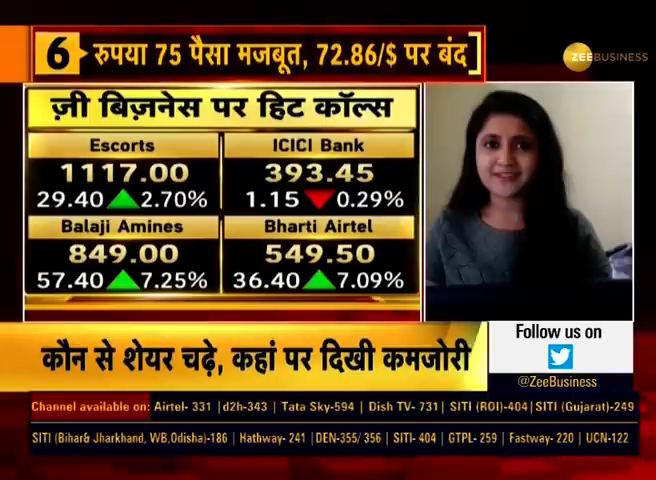 6 रुपया 75 पैसा मजबूत, 72.86/$ पर बंद
ZEEBUSINESS
ज़ी बिज़नेस पर हिट कॉल्स
Escorts
1117.00
29.40 2.70%
ICICI Bank
393.45
1.15 0.29%
Balaji Amines
849.00
57.40 7.25%
Bharti Airtel
549.50
36.40 7.09%
कौन से शेयर चढ़े, कहां पर दिखी कमजोरी
Follow us on
@ZeeBusiness
Channel available on: Airtel- 331 | d2h-343 | Tata Sky-594 | Dish TV- 731 | SITI (ROI)-404 | SITI (Gujarat)-249
SITI (Bihar& Jharkhand, WB,Odisha)-186 | Hathway- 241 | DEN-355/ 356 | SITI- 404 | GTPL- 259 | Fastway- 220 | UCN-122